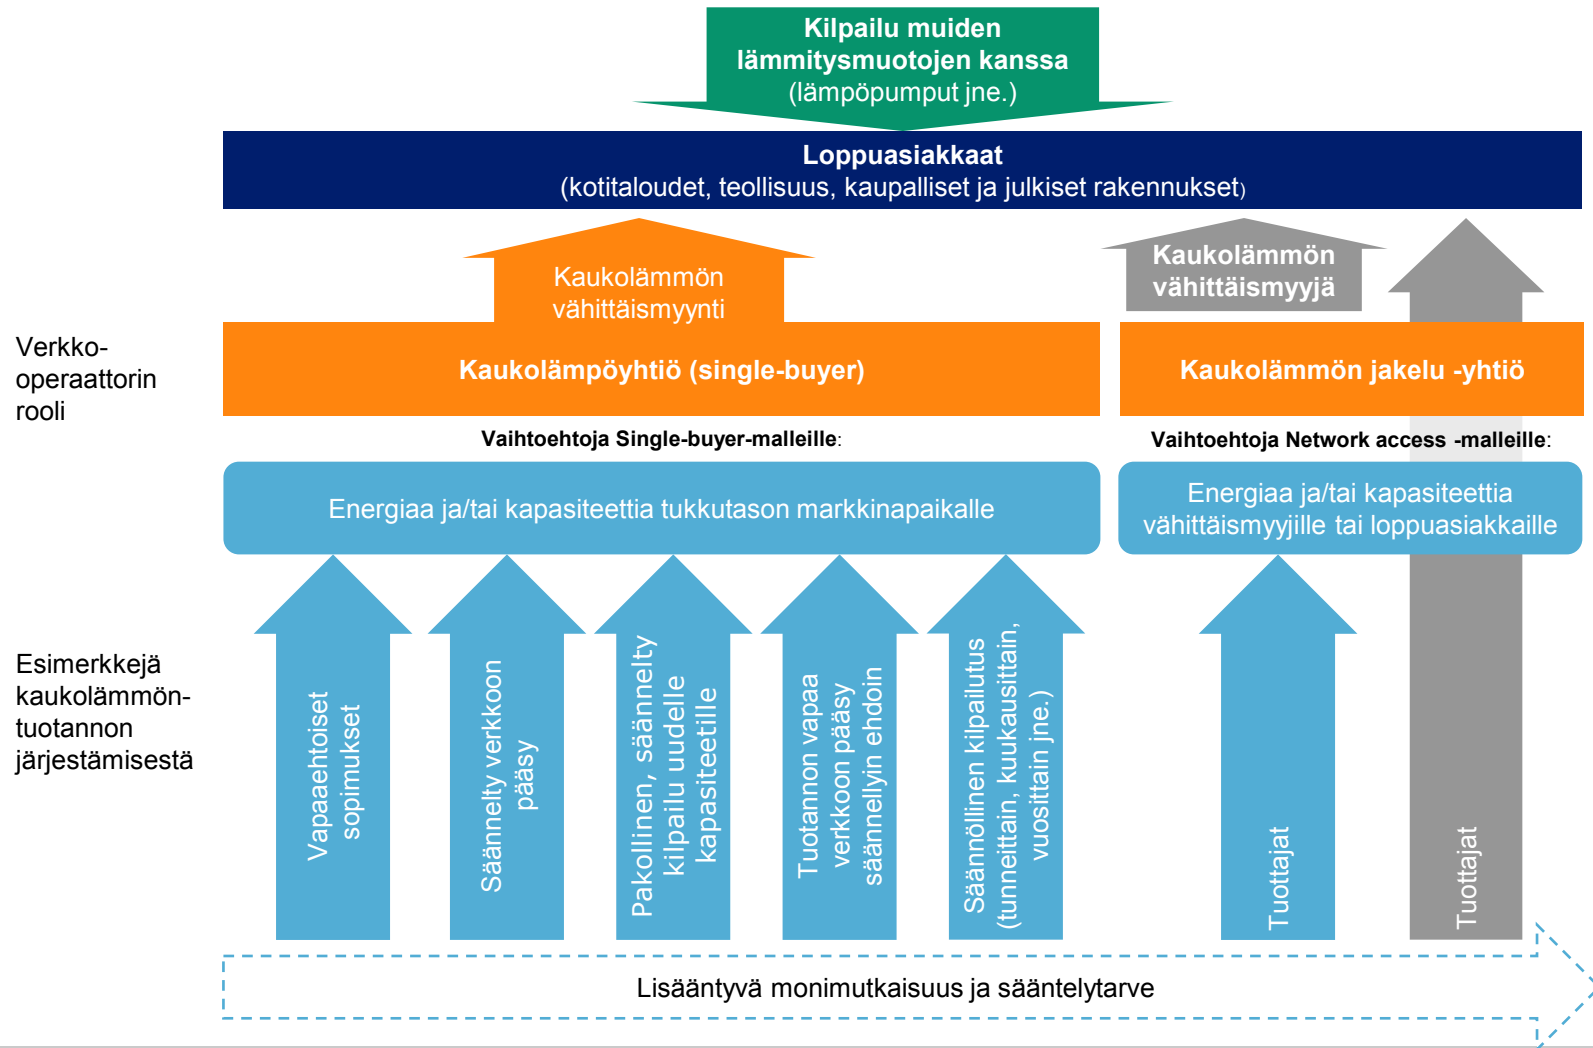 Kilpailu muiden
lämmitysmuotojen kanssa
(lämpöpumput jne.)
Loppuasiakkaat
(kotitaloudet, teollisuus, kaupalliset ja julkiset rakennukset)
Kaukolämmön
vähittäismyynti
Kaukolämmön
vähittäismyyjä
Verkko-
operaattorin
rooli
Kaukolämpöyhtiö (single-buyer)
Kaukolämmön jakelu -yhtiö
Vaihtoehtoja Single-buyer-malleille:
Vaihtoehtoja Network access -malleille:
Energiaa ja/tai kapasiteettia tukkutason markkinapaikalle
Energiaa ja/tai kapasiteettia
vähittäismyyjille tai loppuasiakkaille
Esimerkkejä
kaukolämmön-
tuotannon
järjestämisestä
Vapaaehtoiset
sopimukset
Säännelty verkkoon
pääsy
Pakollinen, säännelty
kilpailu uudelle
kapasiteetille
Tuotannon vapaa
verkkoon pääsy
säännellyin ehdoin
Säännöllinen kilpailutus
(tunneittain, kuukausittain,
vuosittain jne.)
Tuottajat
Tuottajat
Lisääntyvä monimutkaisuus ja sääntelytarve